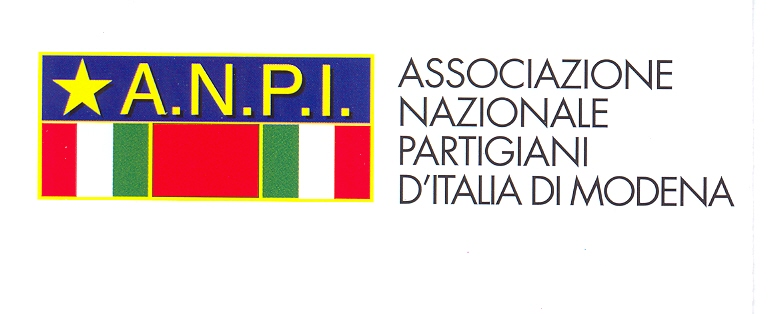 A.N.P.I.
ASSOCIAZIONE
NAZIONALE
PARTIGIANI
D'ITALIA DI MODENA